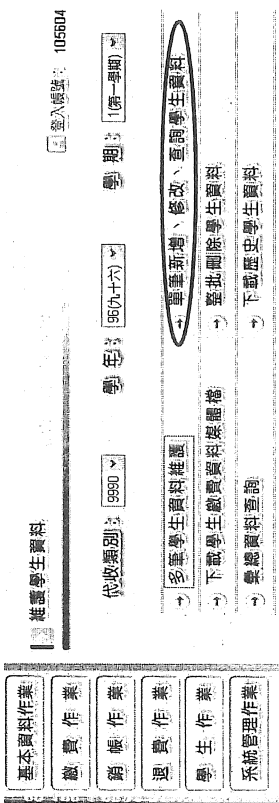 維護學生資料
登入帳號: 105604
代收類別: 9990
學 年: 96(九十六)
學 期: 1(第一學期)
多筆學生資料維護
單筆新增、修改、查詢學生資料
下載學生繳費資料媒體檔
整批刪除學生資料
彙總資料查詢
下載歷史學生資料
基本資料作業
繳 費 作 業
銷 帳 作 業
退 費 作 業
學 生 作 業
系統管理作業